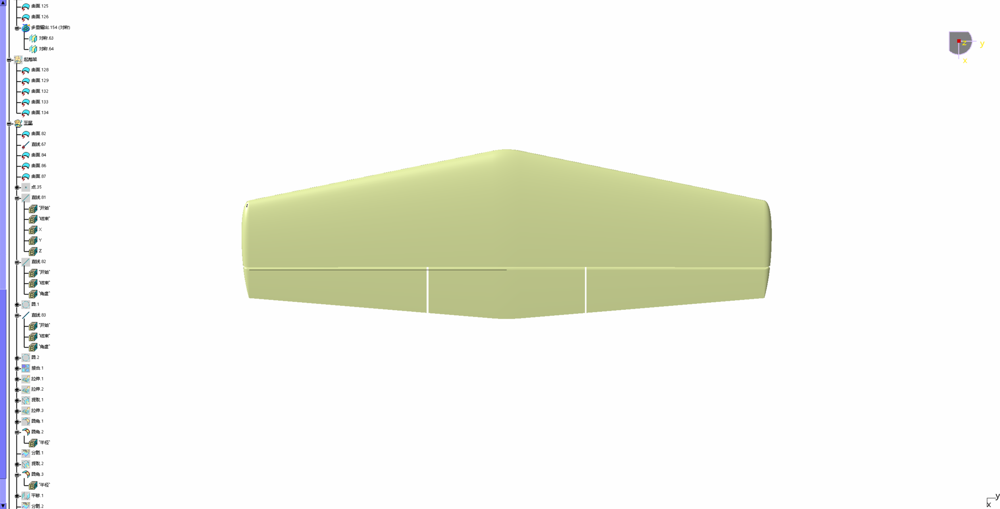 曲面.125
曲面.126
多重输出.154 (对称)
对称.63
对称.64
起落架
曲面.128
曲面.129
曲面.132
曲面.133
曲面.134
平尾
曲面.82
直线.67
曲面.84
曲面.86
曲面.87
点.35
直线.81
`开始`
`结束`
X
Y
Z
直线.82
`开始`
`结束`
`角度`
圆.1
直线.83
`开始`
`结束`
`角度`
圆.2
接合.1
拉伸.1
拉伸.2
提取.1
拉伸.3
圆角.1
圆角.2
`半径`
分割.1
提取.2
圆角.3
`半径`
平移.1
分割.2
z
y
x
y
x